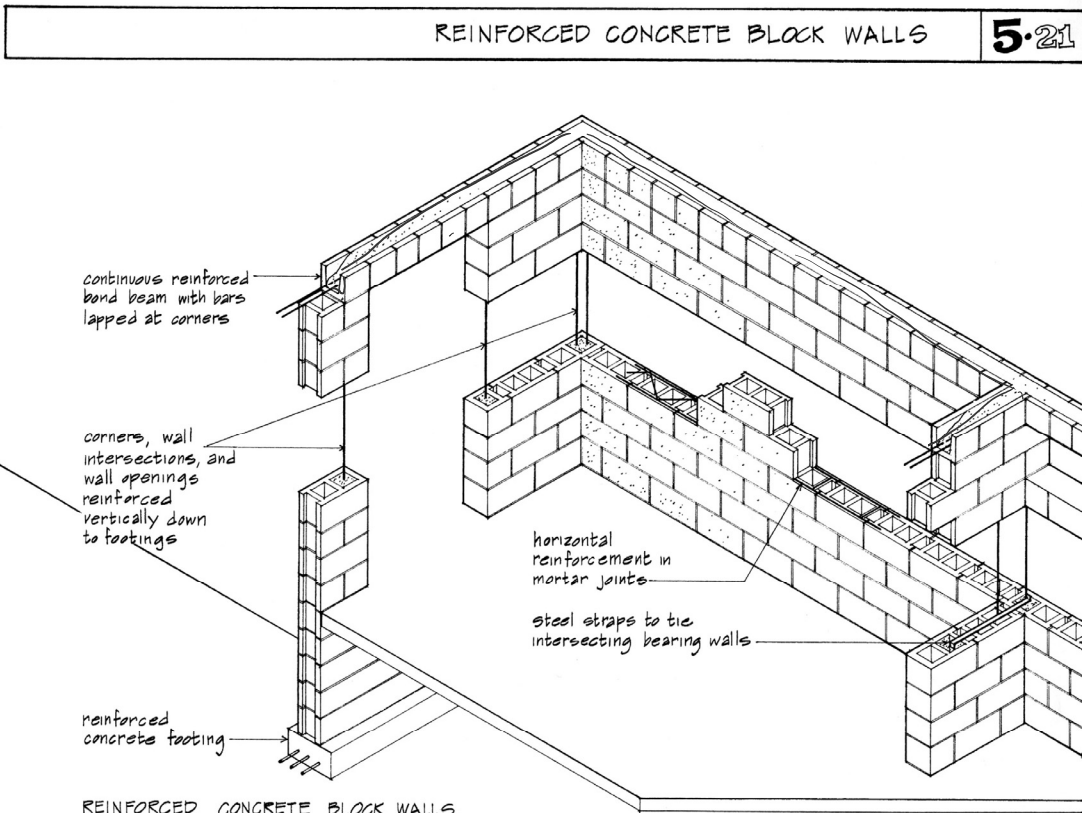 REINFORCED CONCRETE BLOCK WALLS
5·21
continuous reinforced
bond beam with bars
lapped at corners
corners, wall
intersections, and
wall openings
reinforced
vertically down
to footings
horizontal
reinforcement in
mortar joints
steel straps to tie
intersecting bearing walls
reinforced
concrete footing
REINFORCED CONCRETE BLOCK WALLS